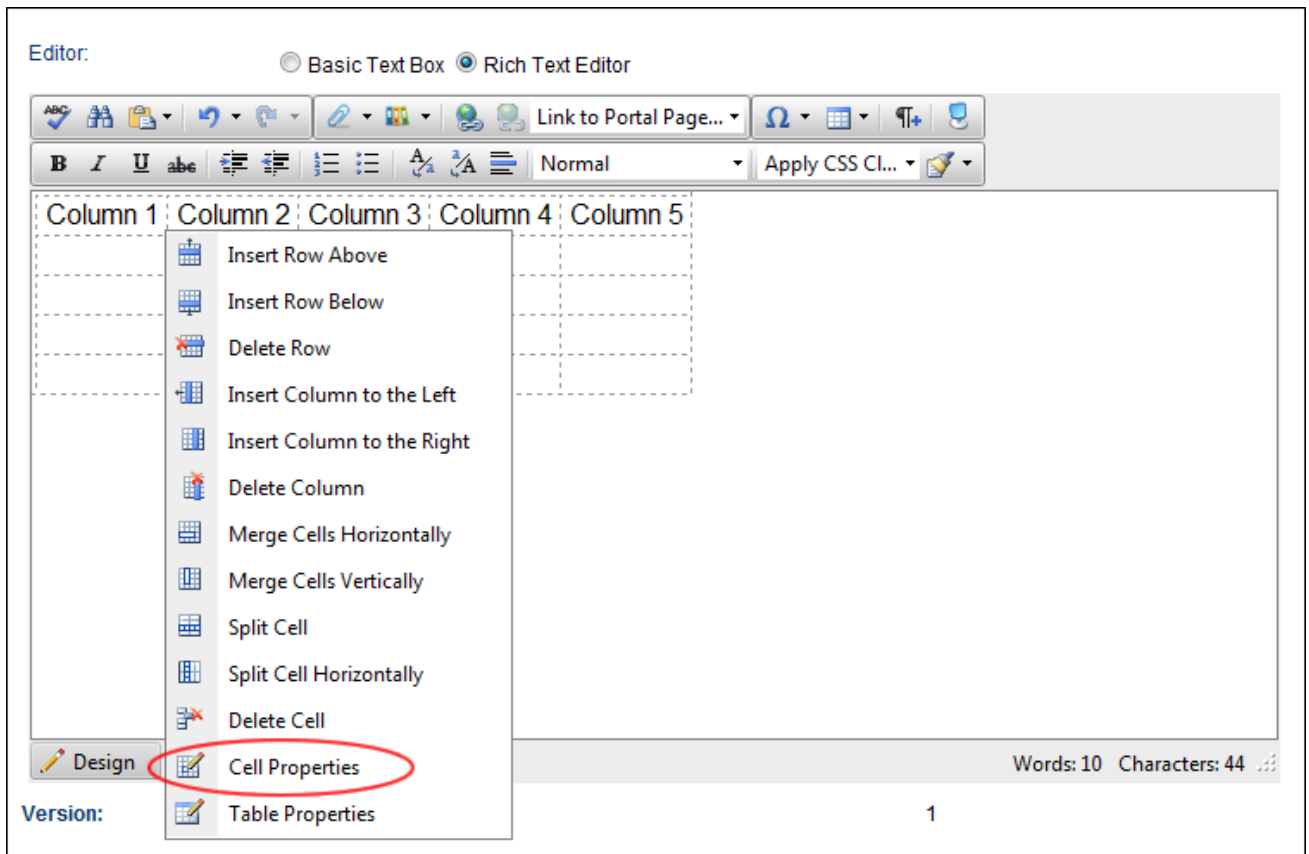 Editor: Basic Text Box Rich Text Editor
ABC Link to Portal Page... Ω ¶+
B I U abc Normal Apply CSS Cl...
Column 1 Column 2 Column 3 Column 4 Column 5
Insert Row Above
Insert Row Below
Delete Row
Insert Column to the Left
Insert Column to the Right
Delete Column
Merge Cells Horizontally
Merge Cells Vertically
Split Cell
Split Cell Horizontally
Delete Cell
Design Cell Properties Words: 10 Characters: 44
Version: Table Properties 1